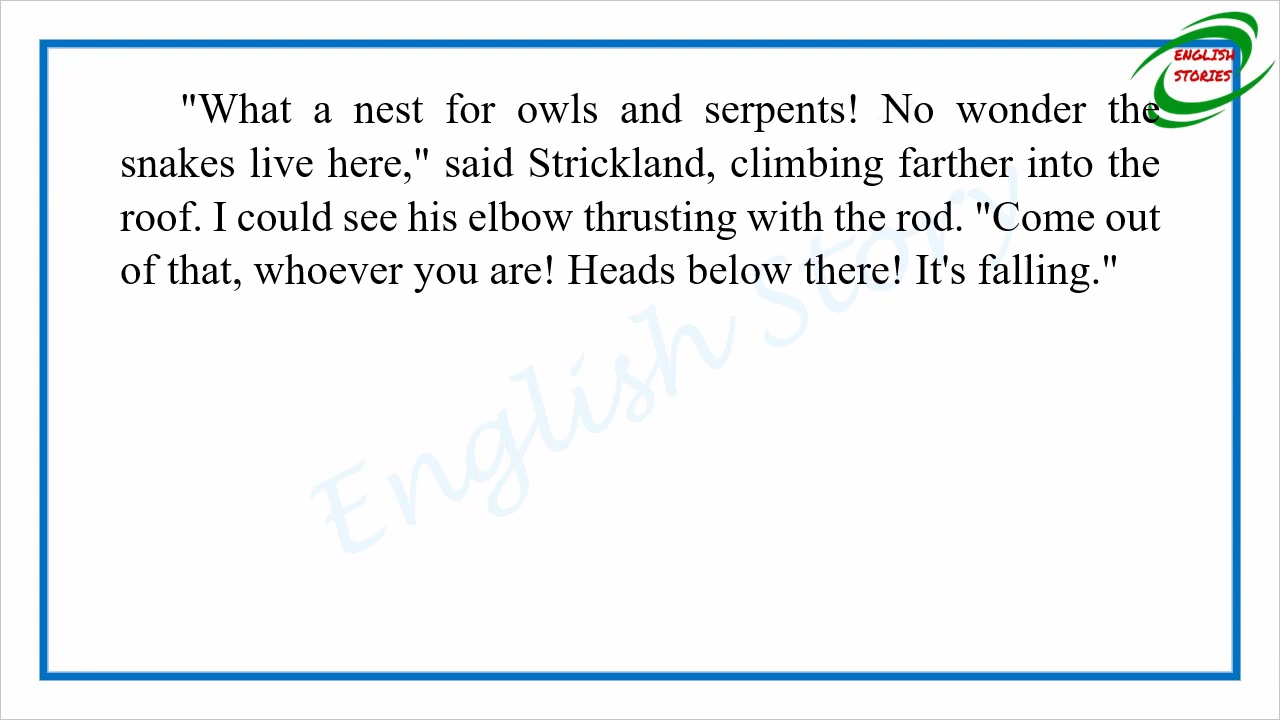 ENGLISH
STORIES
"What a nest for owls and serpents! No wonder the
snakes live here," said Strickland, climbing farther into the
roof. I could see his elbow thrusting with the rod. "Come out
of that, whoever you are! Heads below there! It's falling."
English Story